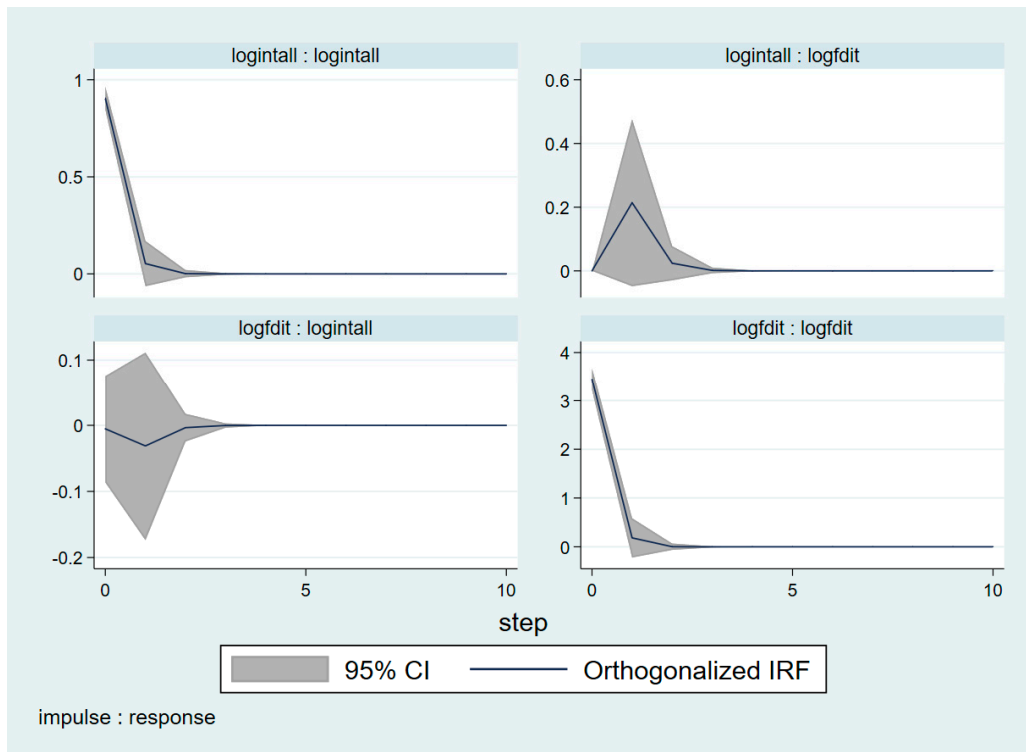 logintall : logintall
1
0.5
0
logintall : logfdit
0.6
0.4
0.2
0
logfdit : logintall
0.1
0
-0.1
-0.2
0 5 10
logfdit : logfdit
4
3
2
1
0
0 5 10
step
95% CI Orthogonalized IRF
impulse : response